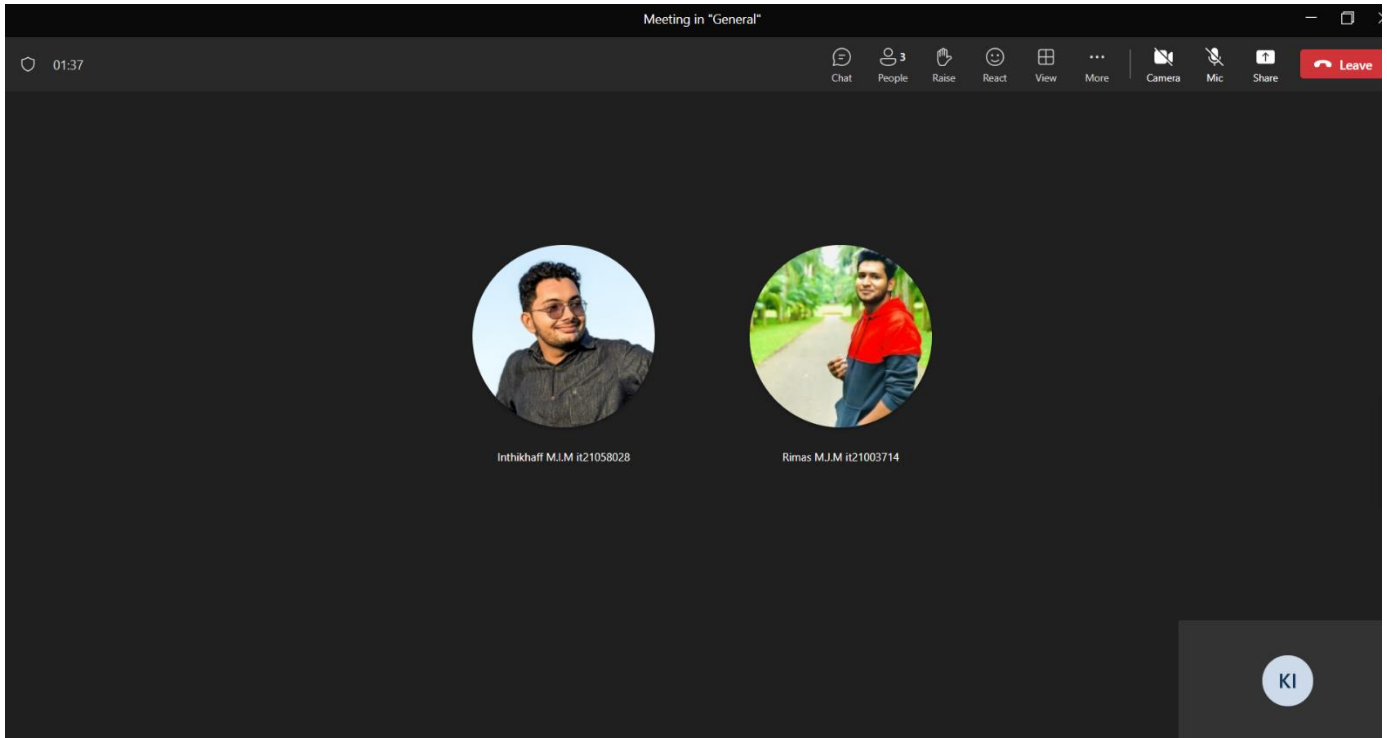 Meeting in "General"
01:37
3
Chat People Raise React View More Camera Mic Share Leave
Inthikhaff M.I.M it21058028
Rimas M.J.M it21003714
KI